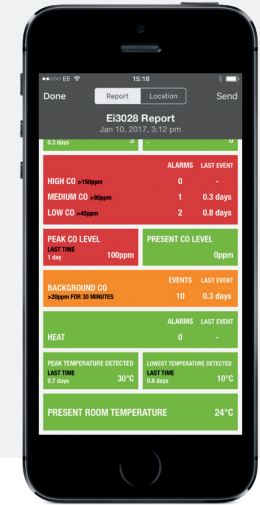 ●●○○○ EE 15:18
Done Report Location Send
Ei3028 Report
Jan 10, 2017, 3:12 pm
0.3 days 3 - 0
ALARMS LAST EVENT
HIGH CO >150ppm 0 -
MEDIUM CO >90ppm 1 0.3 days
LOW CO >45ppm 2 0.8 days
PEAK CO LEVEL PRESENT CO LEVEL
LAST TIME
1 day 100ppm 0ppm
EVENTS LAST EVENT
BACKGROUND CO
>20ppm FOR 30 MINUTES 10 0.3 days
ALARMS LAST EVENT
HEAT 0 -
PEAK TEMPERATURE DETECTED LOWEST TEMPERATURE DETECTED
LAST TIME LAST TIME
0.7 days 30°C 0.8 days 10°C
PRESENT ROOM TEMPERATURE 24°C